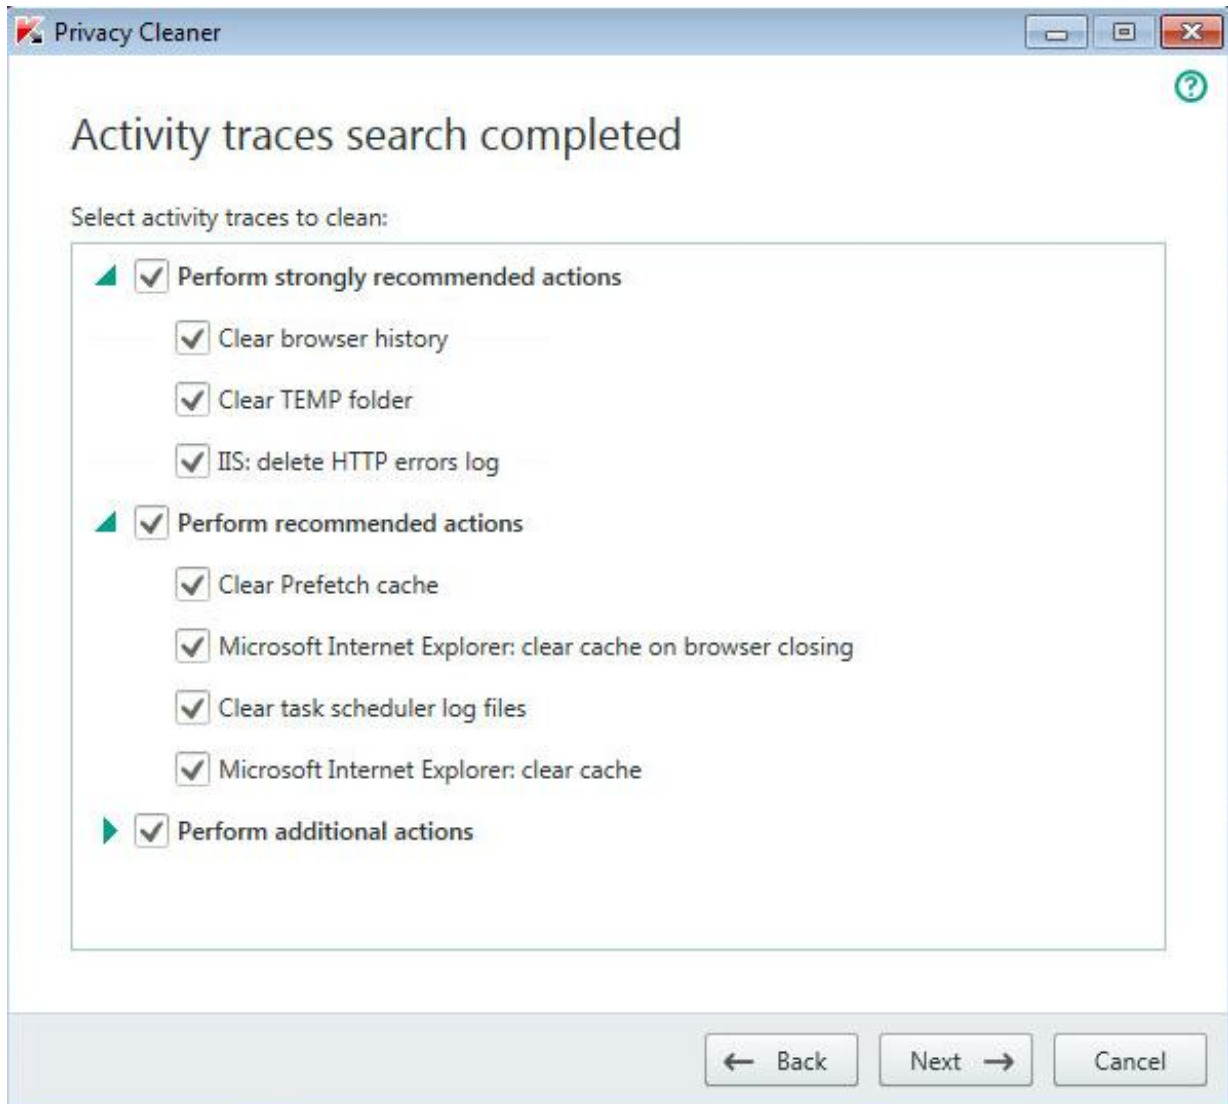 Privacy Cleaner
Activity traces search completed
Select activity traces to clean:
Perform strongly recommended actions
Clear browser history
Clear TEMP folder
IIS: delete HTTP errors log
Perform recommended actions
Clear Prefetch cache
Microsoft Internet Explorer: clear cache on browser closing
Clear task scheduler log files
Microsoft Internet Explorer: clear cache
Perform additional actions
← Back Next → Cancel